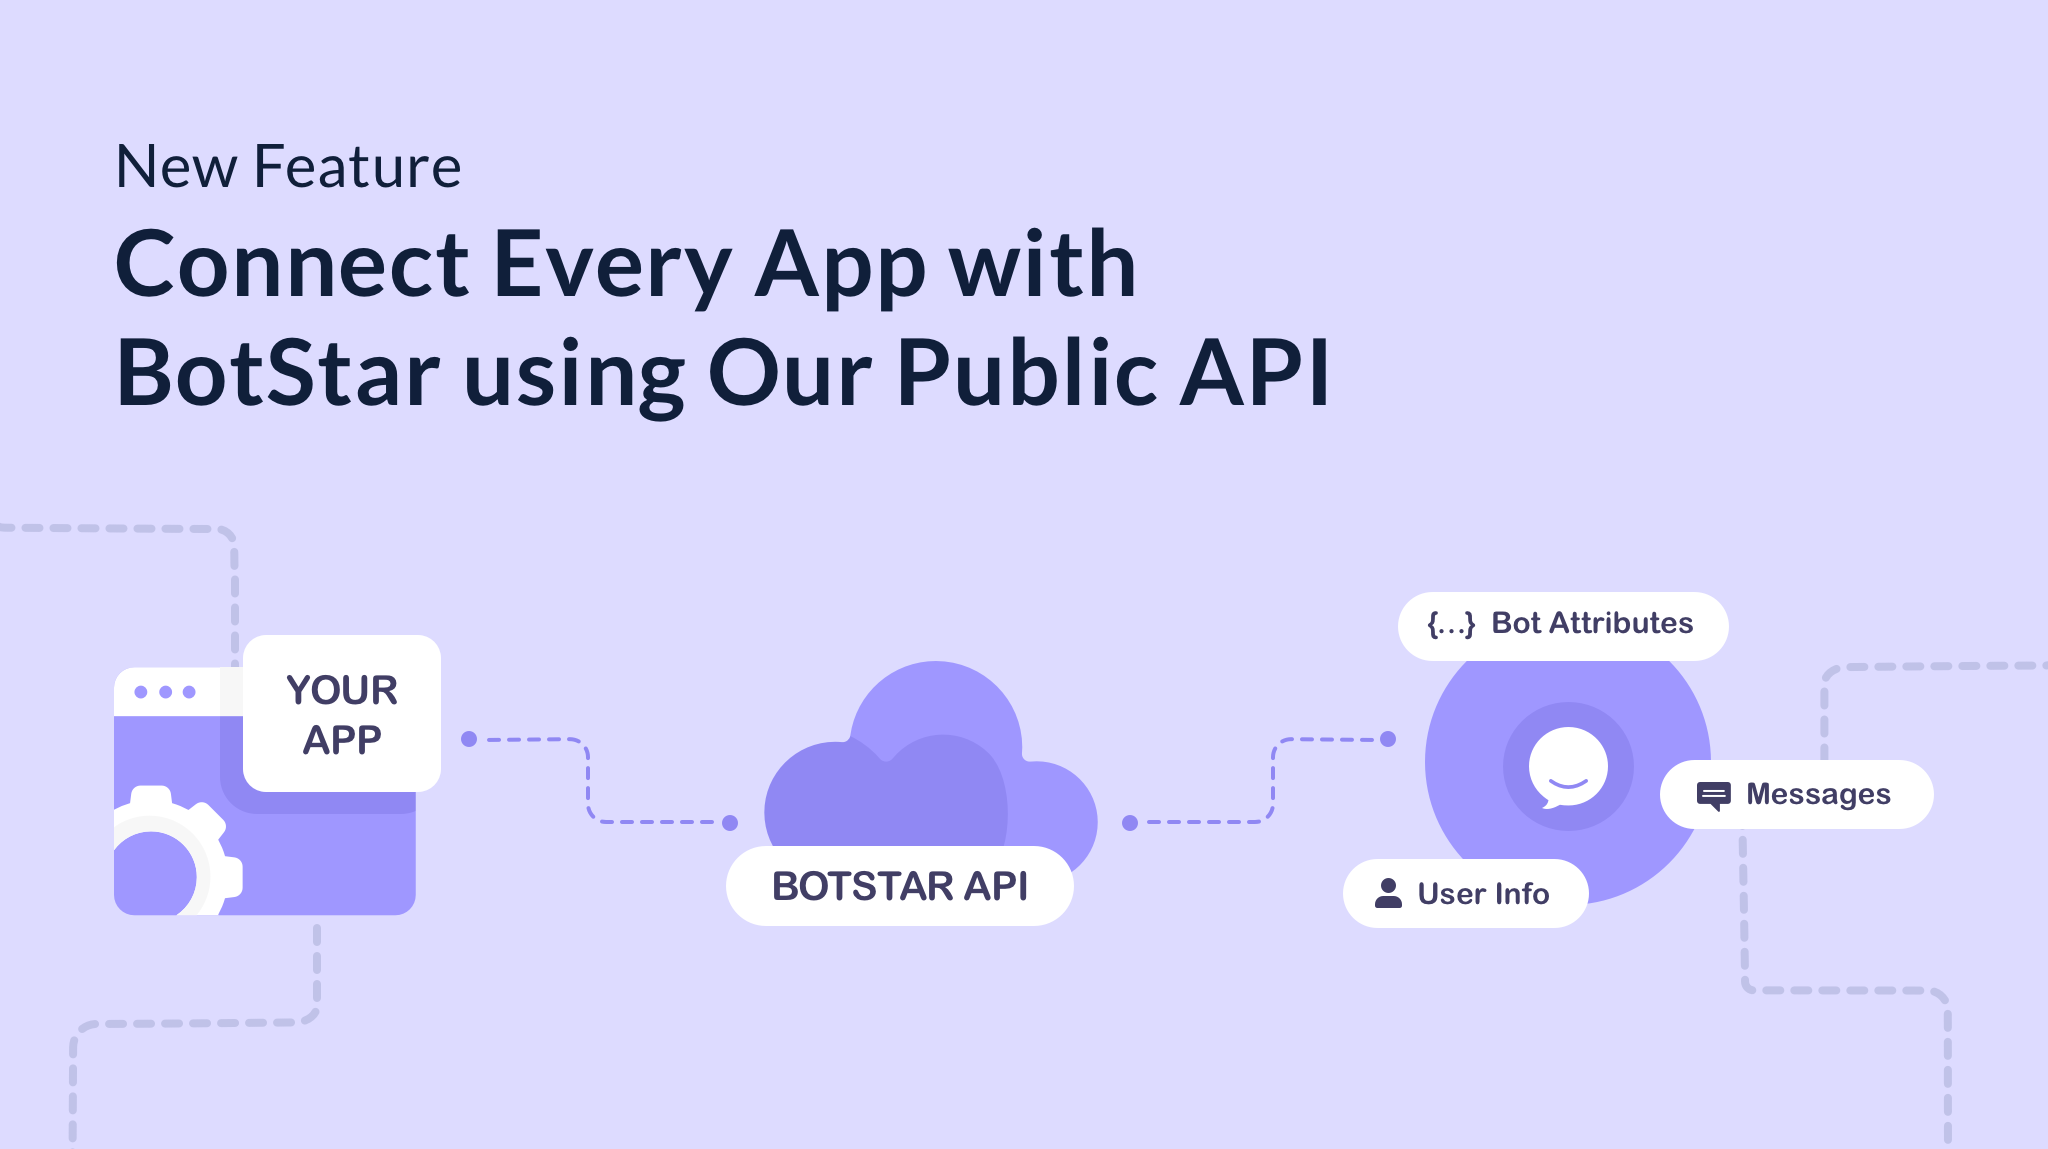 New Feature
Connect Every App with
BotStar using Our Public API
YOUR
APP
BOTSTAR API
{...} Bot Attributes
Messages
User Info